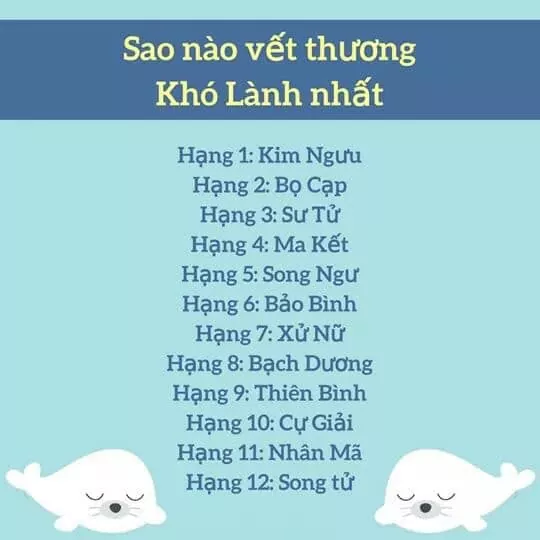 Sao nào vết thương
Khó Lành nhất
Hạng 1: Kim Ngưu
Hạng 2: Bọ Cạp
Hạng 3: Sư Tử
Hạng 4: Ma Kết
Hạng 5: Song Ngư
Hạng 6: Bảo Bình
Hạng 7: Xử Nữ
Hạng 8: Bạch Dương
Hạng 9: Thiên Bình
Hạng 10: Cự Giải
Hạng 11: Nhân Mã
Hạng 12: Song tử